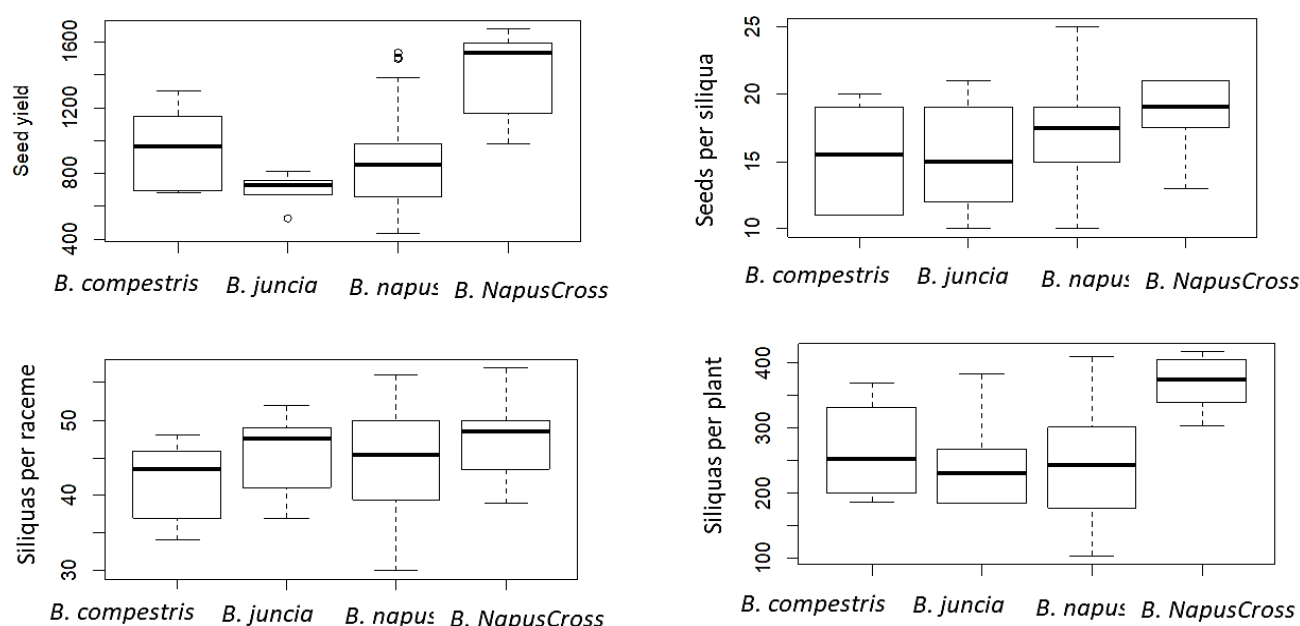 Seed yield
1600
1200
800
400
B. compestris B. juncia B. napus B. NapusCross
Seeds per siliqua
25
20
15
10
B. compestris B. juncia B. napus B. NapusCross
Siliquas per raceme
50
40
30
B. compestris B. juncia B. napus B. NapusCross
Siliquas per plant
400
300
200
100
B. compestris B. juncia B. napus B. NapusCross